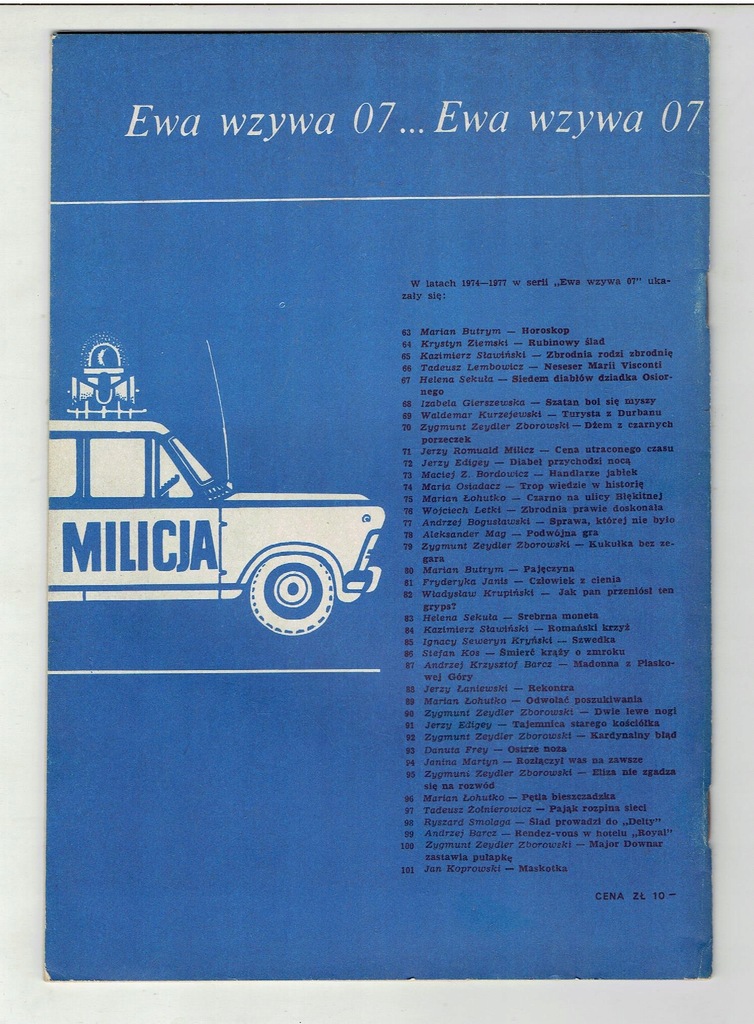 Ewa wzywa 07... Ewa wzywa 07
W latach 1974—1977 w serii „Ewa wzywa 07" uka-
zały się:
63 Marian Butrym — Horoskop
64 Krystyn Ziemski — Rubinowy ślad
65 Kazimierz Sławiński — Zbrodnia rodzi zbrodnię
66 Tadeusz Lembowicz — Neseser Marii Visconti
67 Helena Sekuła — Siedem diabłów dziadka Osior-
nego
68 Izabela Gierszewska — Szatan boi się myszy
69 Waldemar Kurzejewski — Turysta z Durbanu
70 Zygmunt Zeydler Zborowski — Dżem z czarnych
porzeczek
71 Jerzy Romuald Milicz — Cena utraconego czasu
72 Jerzy Edigey — Diabeł przychodzi nocą
73 Maciej Z. Bordowicz — Handlarze jabłek
74 Maria Osiadacz — Trop wiedzie w historię
75 Marian Łohutko — Czarno na ulicy Błękitnej
76 Wojciech Letki — Zbrodnia prawie doskonała
77 Andrzej Bogusławski — Sprawa, której nie było
78 Aleksander Mag — Podwójna gra
79 Zygmunt Zeydler Zborowski — Kukułka bez ze-
gara
80 Marian Butrym — Pajęczyna
81 Fryderyka Janis — Człowiek z cienia
82 Władysław Krupiński — Jak pan przeniósł ten
gryps?
83 Helena Sekuła — Srebrna moneta
84 Kazimierz Sławiński — Romański krzyż
85 Ignacy Seweryn Kryński — Szwedka
86 Stefan Kos — Śmierć krąży o zmroku
87 Andrzej Krzysztof Barcz — Madonna z Piasko-
wej Góry
88 Jerzy Łaniewski — Rekontra
89 Marian Łohutko — Odwołać poszukiwania
90 Zygmunt Zeydler Zborowski — Dwie lewe nogi
91 Jerzy Edigey — Tajemnica starego kościółka
92 Zygmunt Zeydler Zborowski — Kardynalny błąd
93 Danuta Frey — Ostrze noża
94 Janina Martyn — Rozłączył was na zawsze
95 Zygmunt Zeydler Zborowski — Eliza nie zgadza
się na rozwód
96 Marian Łohutko — Pętla bieszczadzka
97 Tadeusz Żołnierowicz — Pająk rozpina sieci
98 Ryszard Smolaga — Ślad prowadzi do „Delty"
99 Andrzej Barcz — Rendez-vous w hotelu „Royal"
100 Zygmunt Zeydler Zborowski — Major Downar
zastawia pułapkę
101 Jan Koprowski — Maskotka
MILICJA
CENA ZŁ 10—